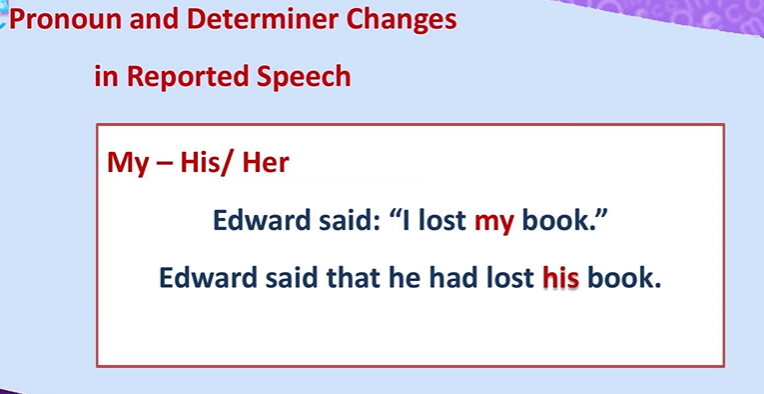 Pronoun and Determiner Changes
in Reported Speech
My – His/ Her
Edward said: “I lost my book.”
Edward said that he had lost his book.